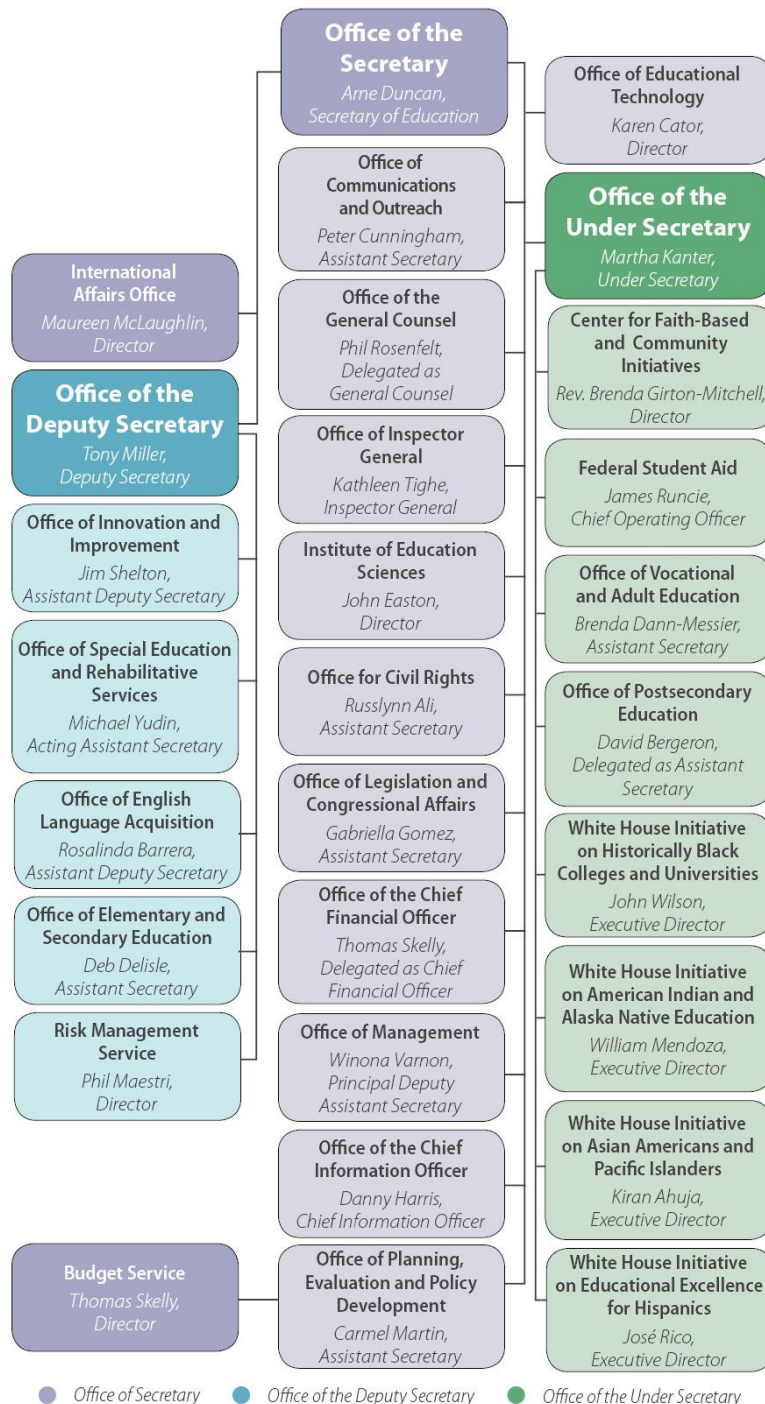 Office of the
Secretary
Arne Duncan,
Secretary of Education
Office of
Communications
and Outreach
Peter Cunningham,
Assistant Secretary
Office of the
General Counsel
Phil Rosenfelt,
Delegated as
General Counsel
Office of Inspector
General
Kathleen Tighe,
Inspector General
Institute of Education
Sciences
John Easton,
Director
Office for Civil Rights
Russlynn Ali,
Assistant Secretary
Office of Legislation and
Congressional Affairs
Gabriella Gomez,
Assistant Secretary
Office of the Chief
Financial Officer
Thomas Skelly,
Delegated as Chief
Financial Officer
Office of Management
Winona Varnon,
Principal Deputy
Assistant Secretary
Office of the Chief
Information Officer
Danny Harris,
Chief Information Officer
Office of Planning,
Evaluation and Policy
Development
Carmel Martin,
Assistant Secretary
International
Affairs Office
Maureen McLaughlin,
Director
Office of the
Deputy Secretary
Tony Miller,
Deputy Secretary
Office of Innovation and
Improvement
Jim Shelton,
Assistant Deputy Secretary
Office of Special Education
and Rehabilitative
Services
Michael Yudin,
Acting Assistant Secretary
Office of English
Language Acquisition
Rosalinda Barrera,
Assistant Deputy Secretary
Office of Elementary and
Secondary Education
Deb Delisle,
Assistant Secretary
Risk Management
Service
Phil Maestri,
Director
Budget Service
Thomas Skelly,
Director
Office of Educational
Technology
Karen Cator,
Director
Office of the
Under Secretary
Martha Kanter,
Under Secretary
Center for Faith-Based
and Community
Initiatives
Rev. Brenda Girton-Mitchell,
Director
Federal Student Aid
James Runcie,
Chief Operating Officer
Office of Vocational
and Adult Education
Brenda Dann-Messier,
Assistant Secretary
Office of Postsecondary
Education
David Bergeron,
Delegated as Assistant
Secretary
White House Initiative
on Historically Black
Colleges and Universities
John Wilson,
Executive Director
White House Initiative
on American Indian and
Alaska Native Education
William Mendoza,
Executive Director
White House Initiative
on Asian Americans and
Pacific Islanders
Kiran Ahuja,
Executive Director
White House Initiative
on Educational Excellence
for Hispanics
José Rico,
Executive Director
Office of Secretary
Office of the Deputy Secretary
Office of the Under Secretary